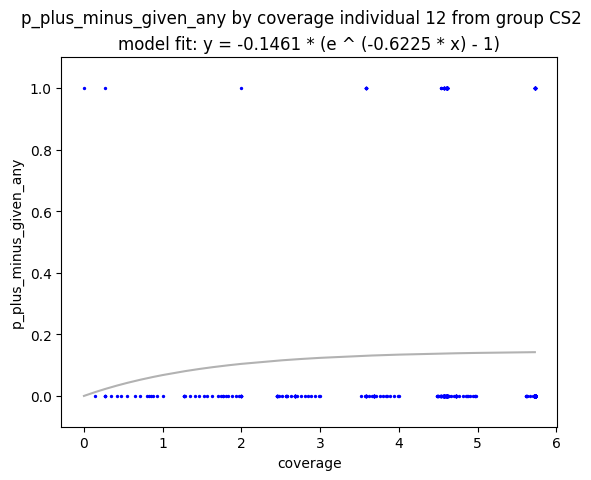 p_plus_minus_given_any by coverage individual 12 from group CS2
model fit: y = -0.1461 * (e ^ (-0.6225 * x) - 1)
1.0
0.8
0.6
0.4
0.2
0.0
p_plus_minus_given_any
0 1 2 3 4 5 6
coverage